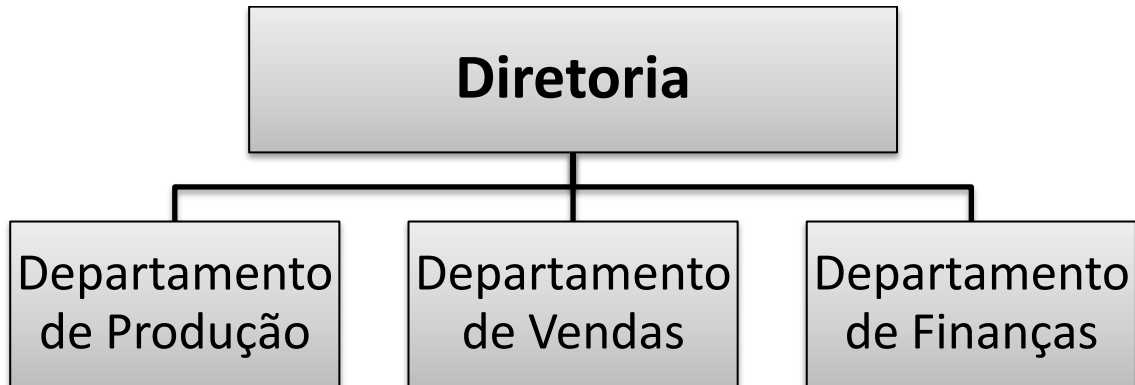 Diretoria
Departamento
de Produção
Departamento
de Vendas
Departamento
de Finanças